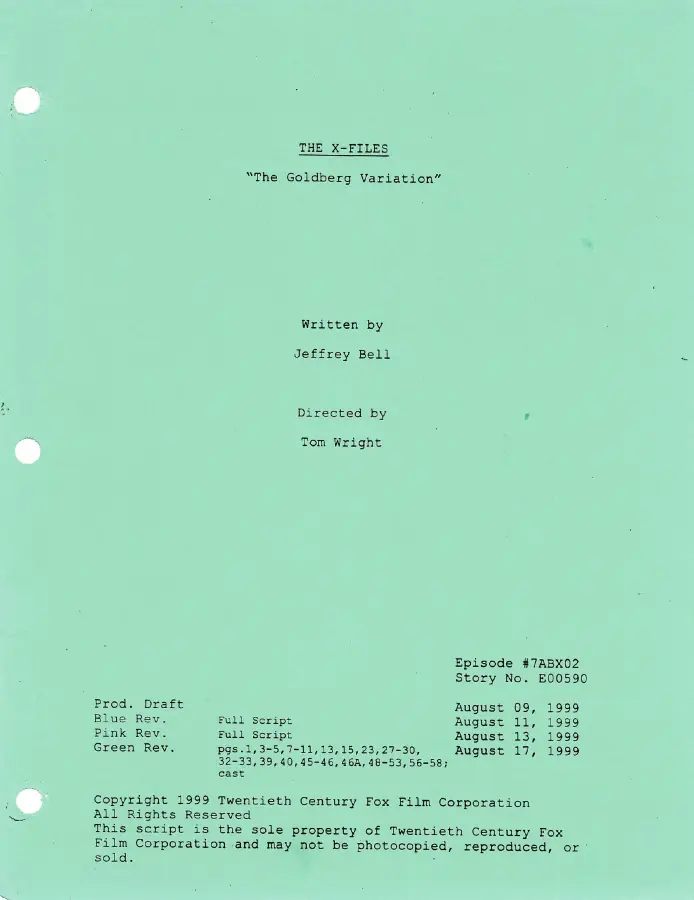 THE X-FILES
"The Goldberg Variation"
Written by
Jeffrey Bell
Directed by
Tom Wright
Episode #7ABX02
Story No. E00590
Prod. Draft August 09, 1999
Blue Rev. Full Script August 11, 1999
Pink Rev. Full Script August 13, 1999
Green Rev. pgs.1,3-5,7-11,13,15,23,27-30, August 17, 1999
32-33,39,40,45-46,46A,48-53,56-58;
cast
Copyright 1999 Twentieth Century Fox Film Corporation
All Rights Reserved
This script is the sole property of Twentieth Century Fox
Film Corporation and may not be photocopied, reproduced, or
sold.